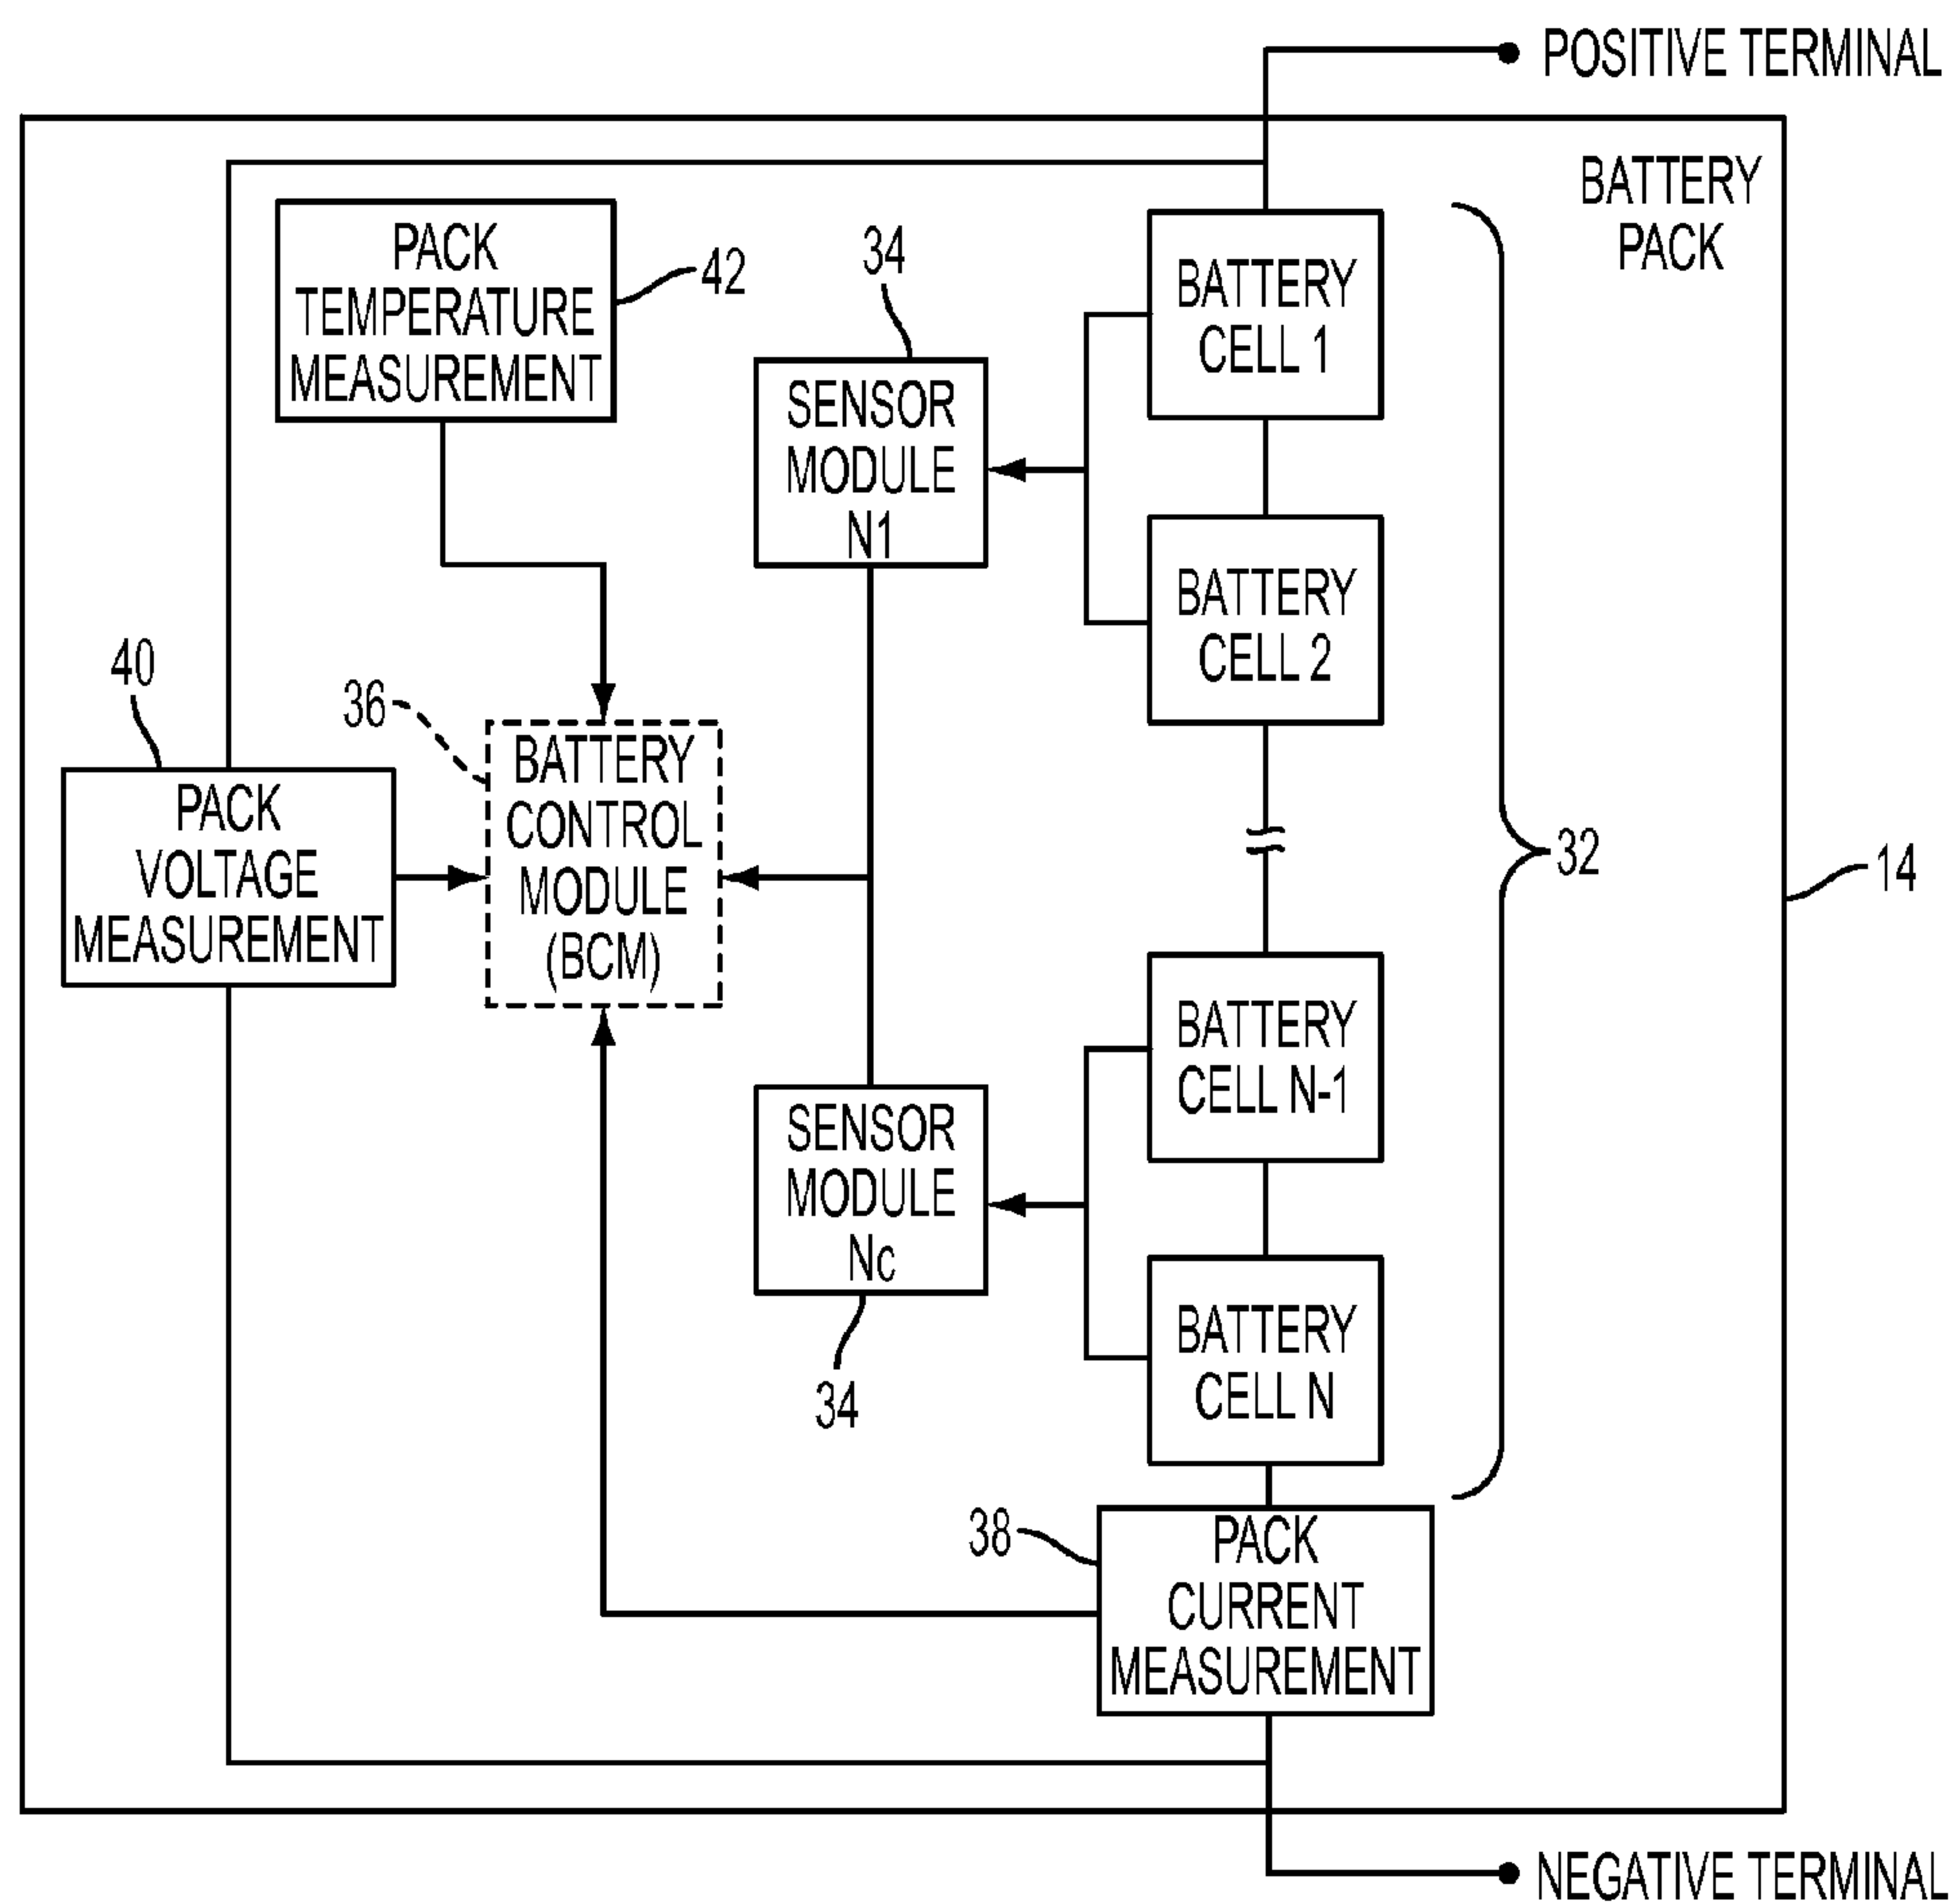 POSITIVE TERMINAL
BATTERY
PACK
PACK
TEMPERATURE
MEASUREMENT
42
34
SENSOR
MODULE
N1
BATTERY
CELL 1
BATTERY
CELL 2
40
36
PACK
VOLTAGE
MEASUREMENT
BATTERY
CONTROL
MODULE
(BCM)
32
14
BATTERY
CELL N-1
SENSOR
MODULE
Nc
34
BATTERY
CELL N
38
PACK
CURRENT
MEASUREMENT
NEGATIVE TERMINAL